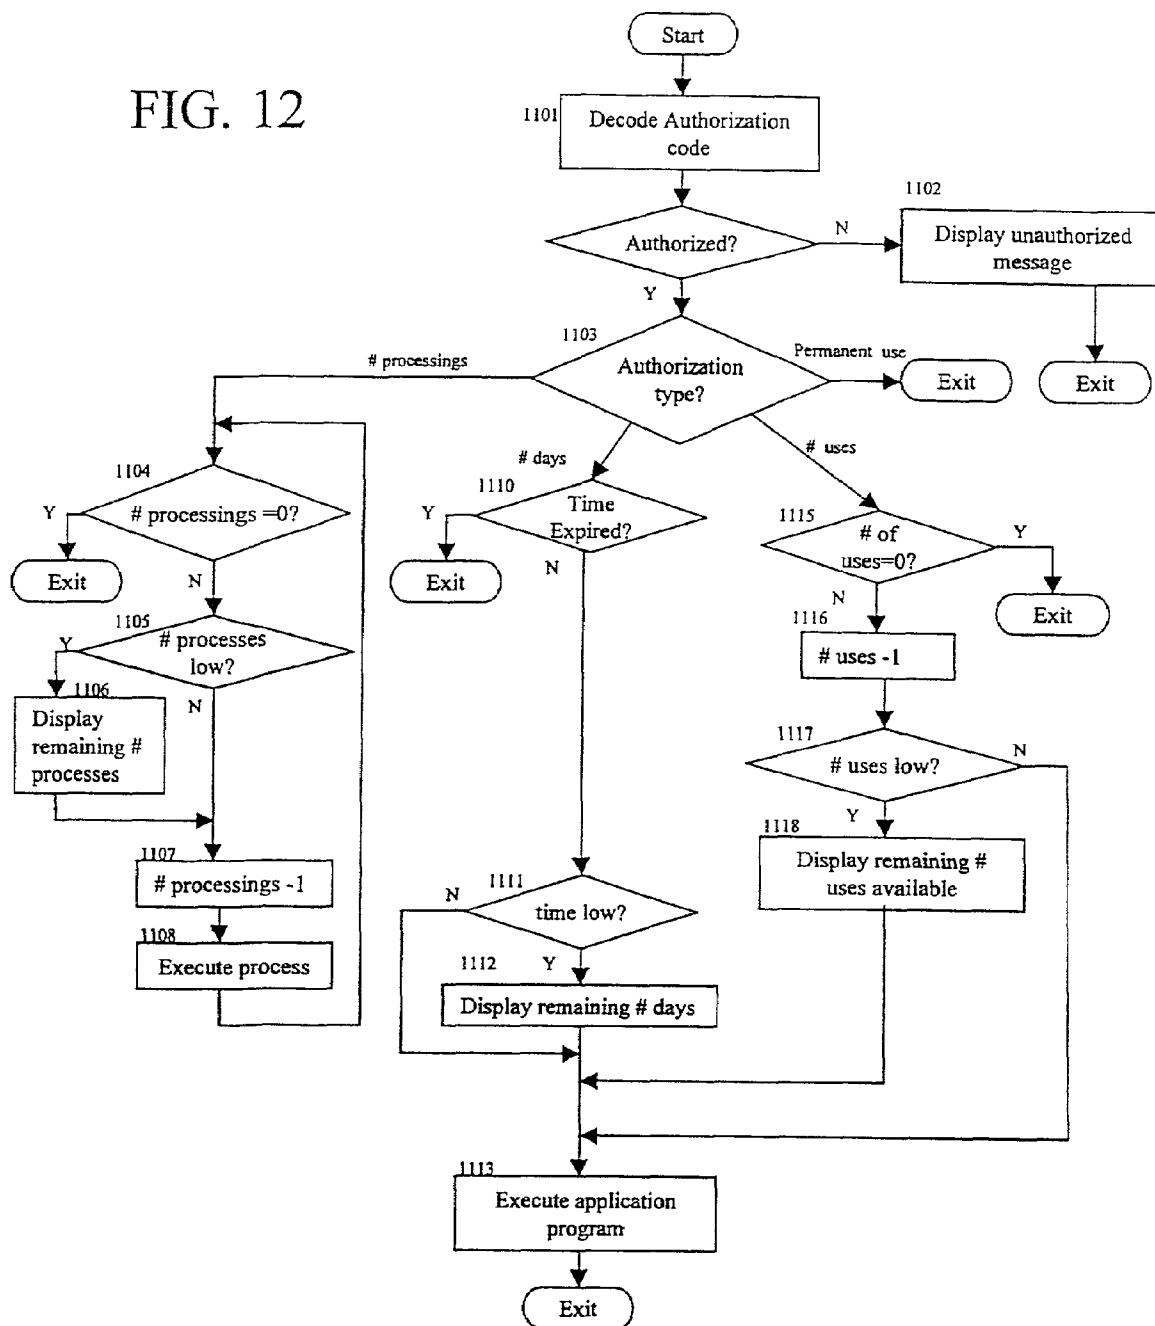 Start
FIG. 12
1101
Decode Authorization
code
1102
Authorized?
N
Display unauthorized
message
Y
1103
# processings
Authorization
type?
Permanent use
Exit
Exit
# days
# uses
1104
# processings =0?
Y
Exit
N
1110
Time
Expired?
Y
Exit
N
1115
# of
uses=0?
Y
Exit
N
1105
# processes
low?
Y
N
1106
Display
remaining #
processes
1116
# uses -1
1117
# uses low?
N
Y
1118
Display remaining #
uses available
1107
# processings -1
1108
Execute process
1111
time low?
N
Y
1112
Display remaining # days
1113
Execute application
program
Exit